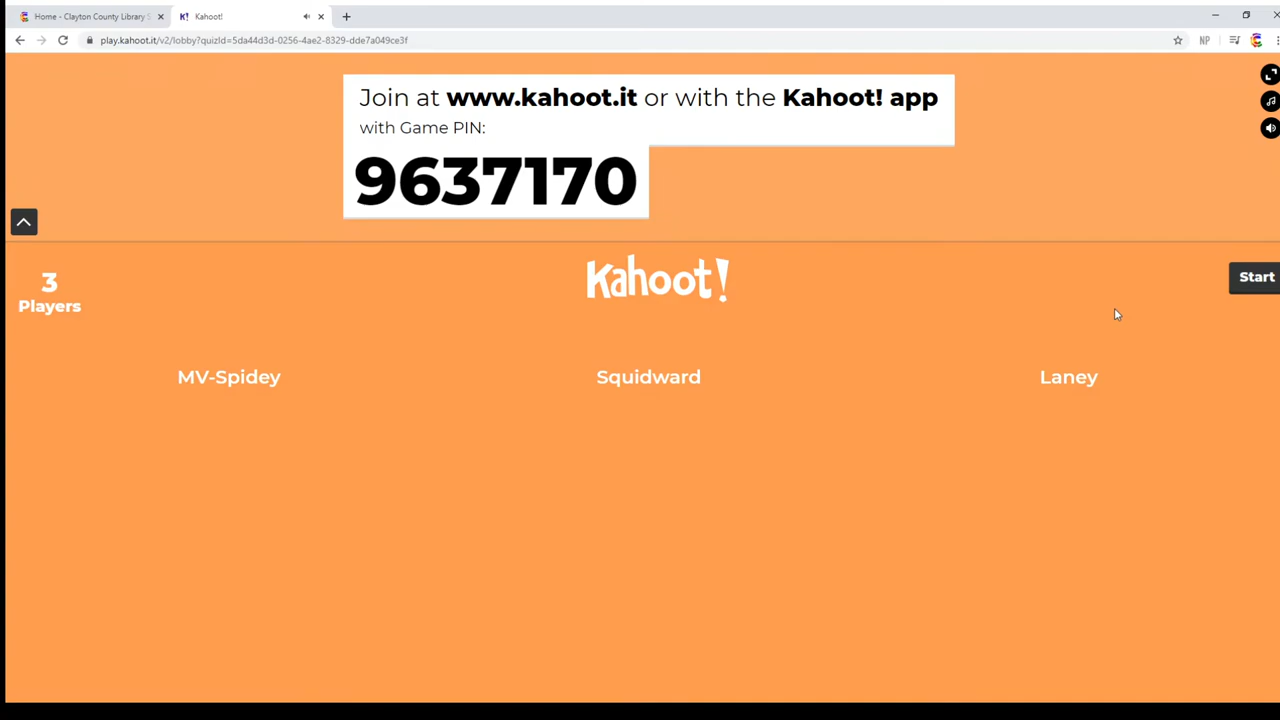 Home - Clayton County Library S
Kahoot!
play.kahoot.it/v2/lobby?quizId=5da44d3d-0256-4ae2-8329-dde7a049ce3f
NP
Join at www.kahoot.it or with the Kahoot! app
with Game PIN:
9637170
3
Players
Kahoot!
Start
MV-Spidey
Squidward
Laney